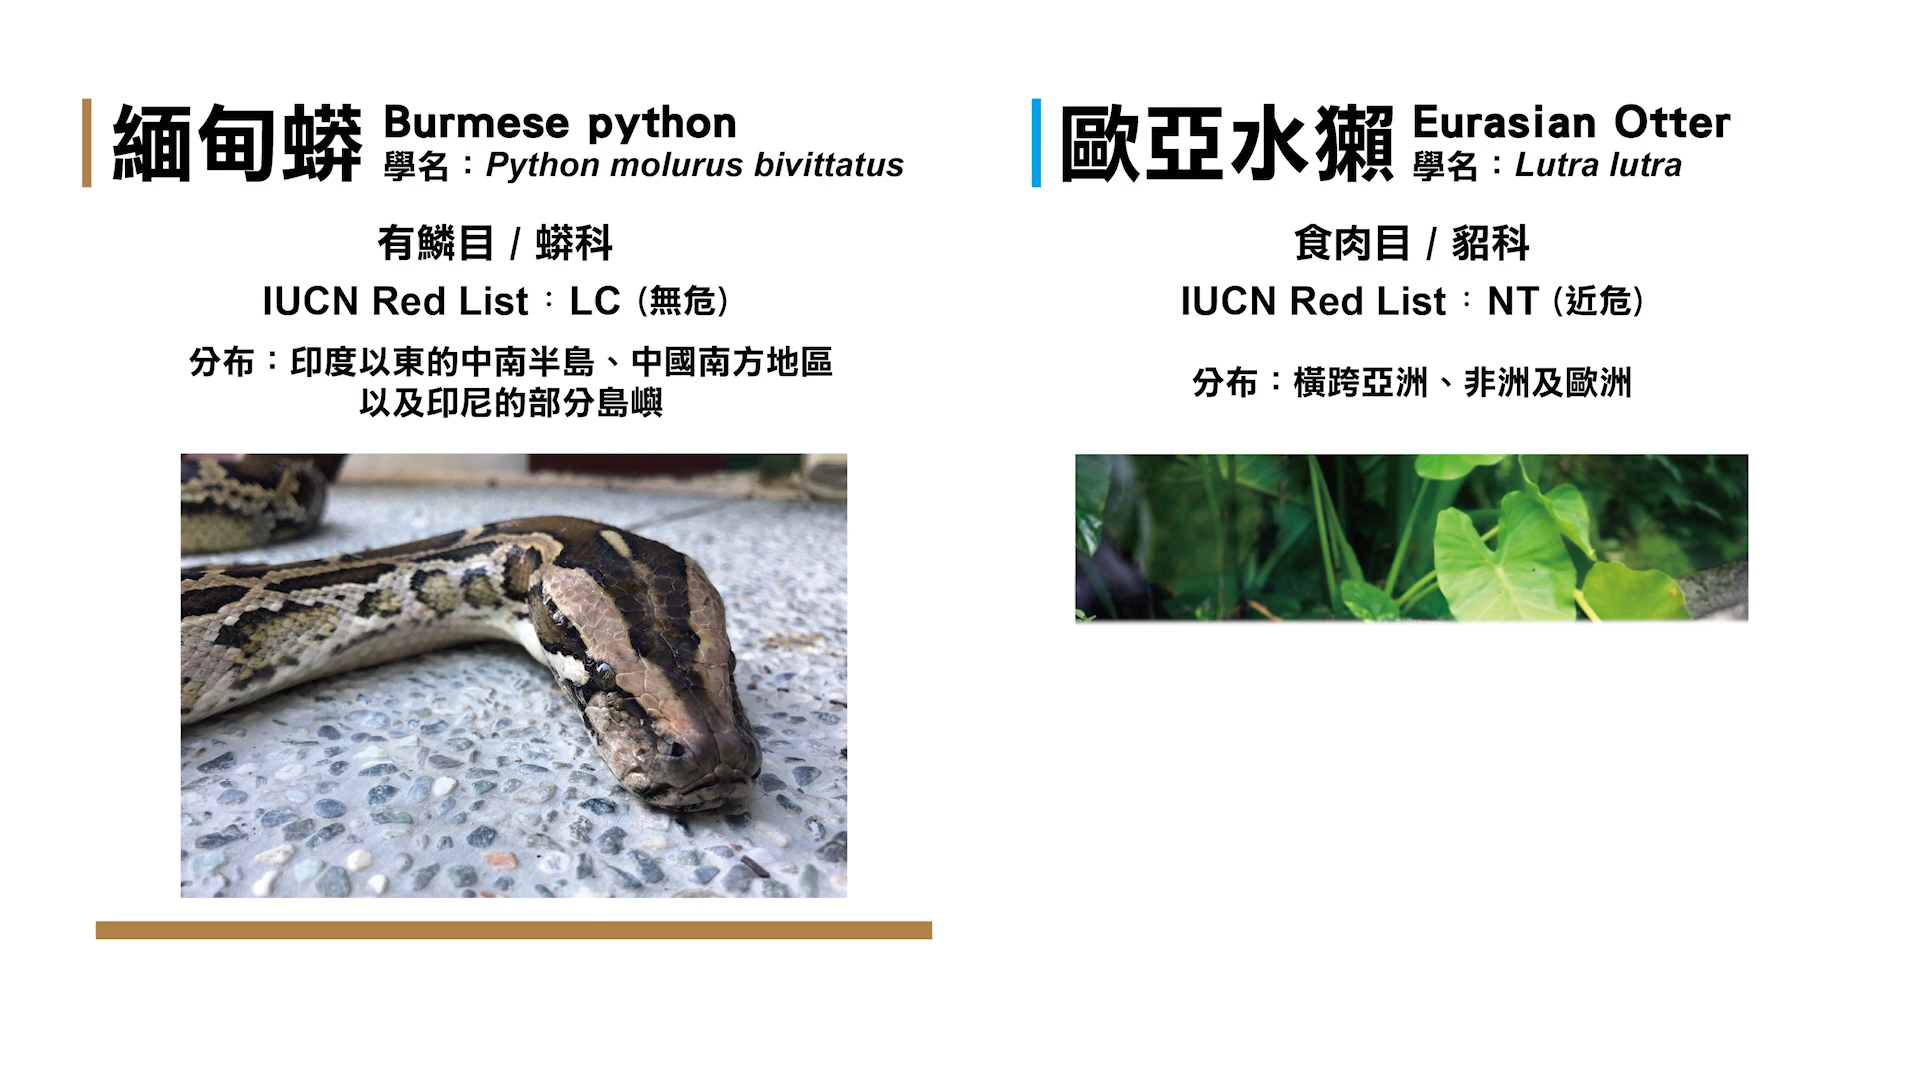 緬甸蟒 Burmese python
學名：Python molurus bivittatus
有鱗目 / 蟒科
IUCN Red List：LC (無危)
分布：印度以東的中南半島、中國南方地區
以及印尼的部分島嶼
歐亞水獺 Eurasian Otter
學名：Lutra lutra
食肉目 / 貂科
IUCN Red List：NT (近危)
分布：橫跨亞洲、非洲及歐洲